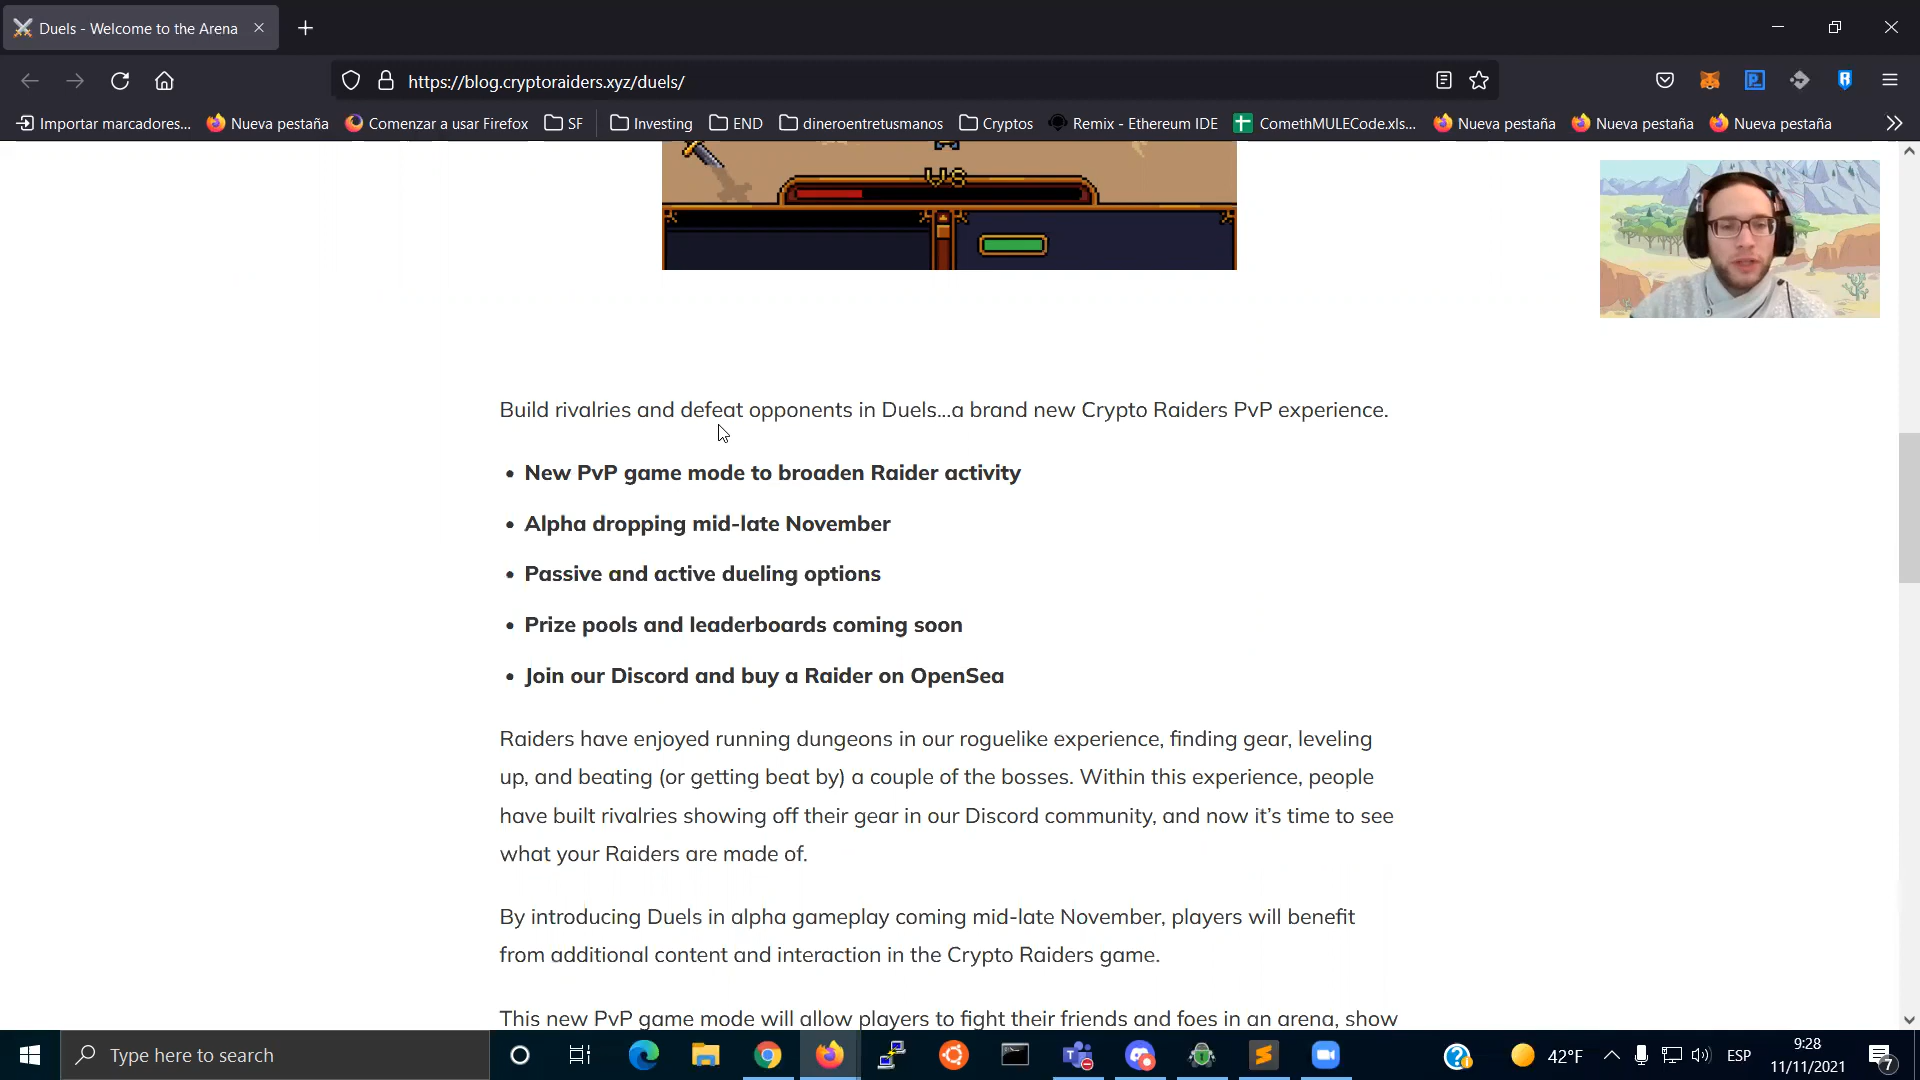 Duels - Welcome to the Arena
https://blog.cryptoraiders.xyz/duels/
Importar marcadores... Nueva pestaña Comenzar a usar Firefox SF Investing END dineroentretusmanos Cryptos Remix - Ethereum IDE ComethMULECode.xls... Nueva pestaña Nueva pestaña Nueva pestaña
VS
Build rivalries and defeat opponents in Duels...a brand new Crypto Raiders PvP experience.
• New PvP game mode to broaden Raider activity
• Alpha dropping mid-late November
• Passive and active dueling options
• Prize pools and leaderboards coming soon
• Join our Discord and buy a Raider on OpenSea
Raiders have enjoyed running dungeons in our roguelike experience, finding gear, leveling
up, and beating (or getting beat by) a couple of the bosses. Within this experience, people
have built rivalries showing off their gear in our Discord community, and now it's time to see
what your Raiders are made of.
By introducing Duels in alpha gameplay coming mid-late November, players will benefit
from additional content and interaction in the Crypto Raiders game.
This new PvP game mode will allow players to fight their friends and foes in an arena, show
Type here to search
42°F
ESP
9:28
11/11/2021
7